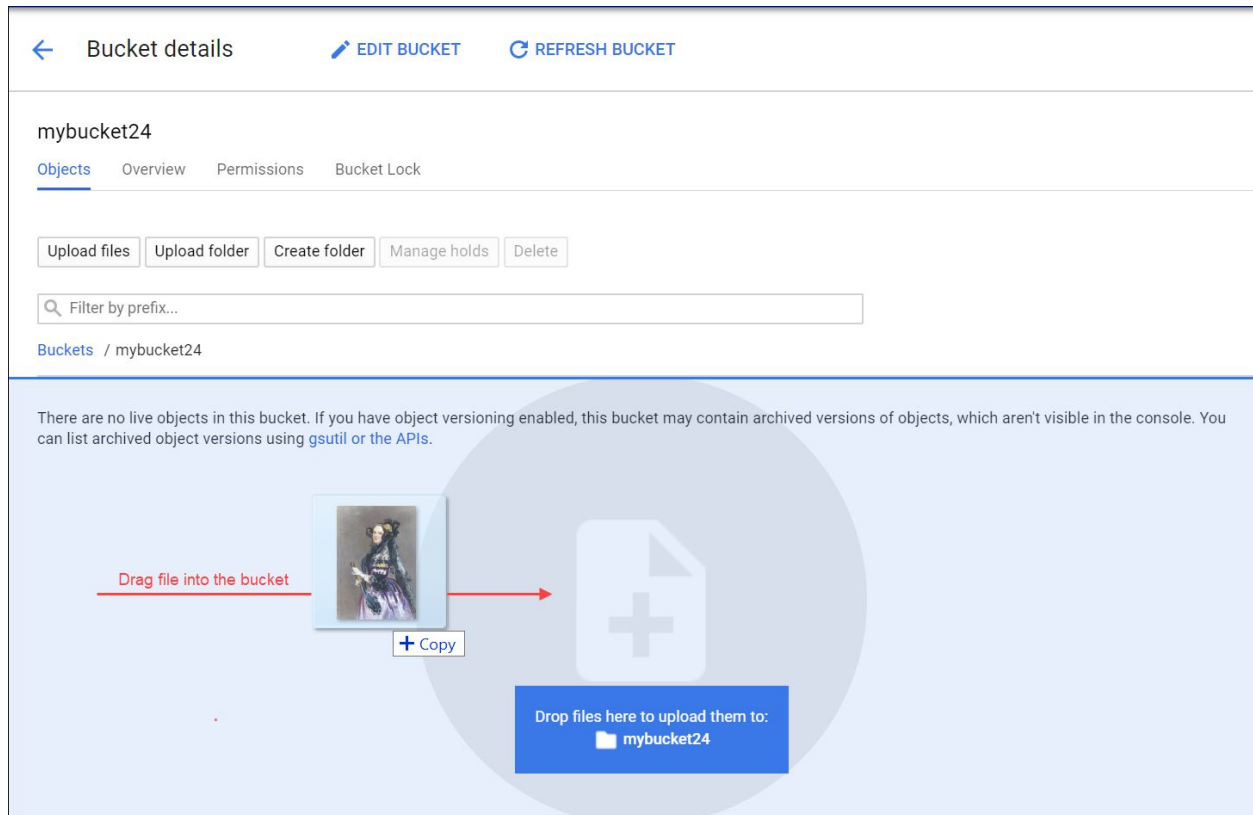 Bucket details
EDIT BUCKET
REFRESH BUCKET
mybucket24
Objects
Overview
Permissions
Bucket Lock
Upload files
Upload folder
Create folder
Manage holds
Delete
Filter by prefix...
Buckets / mybucket24
There are no live objects in this bucket. If you have object versioning enabled, this bucket may contain archived versions of objects, which aren't visible in the console. You
can list archived object versions using gsutil or the APIs.
Drag file into the bucket
+ Copy
Drop files here to upload them to:
mybucket24